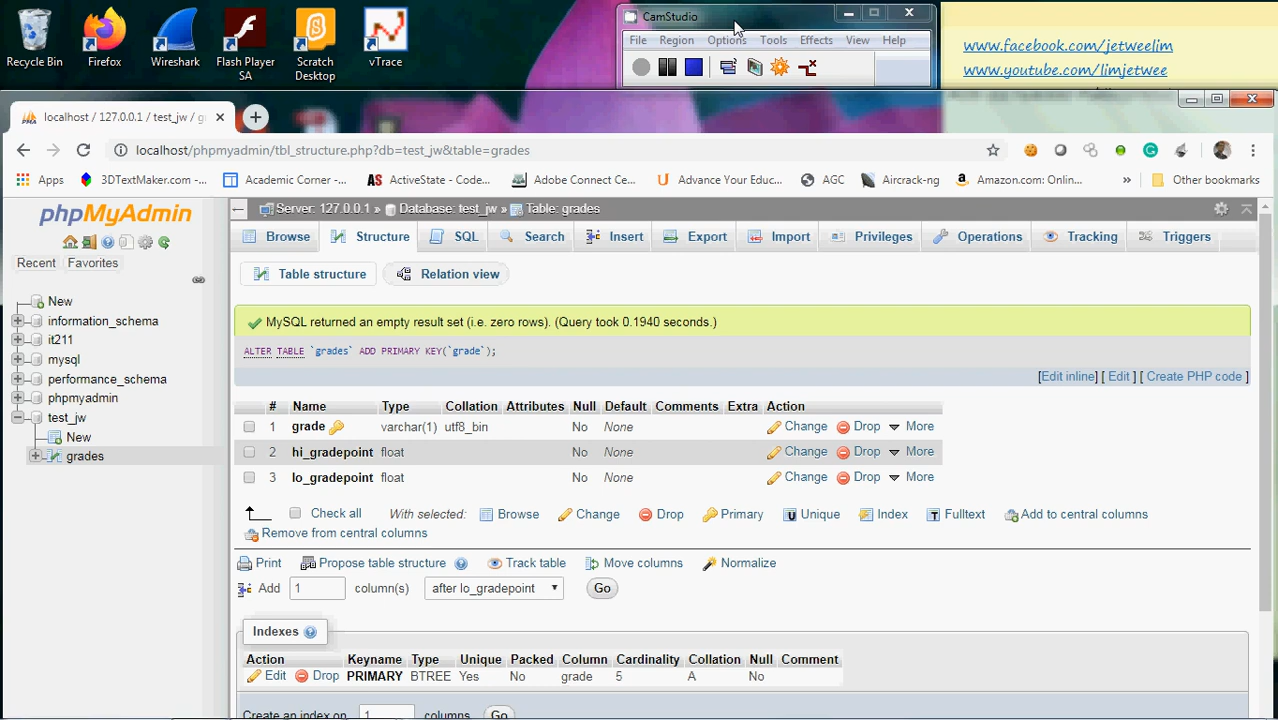 CamStudio
File Region Options Tools Effects View Help
www.facebook.com/jetweelim
www.youtube.com/limjetwee
Recycle Bin
Firefox
Wireshark
Flash Player SA
Scratch Desktop
vTrace
PMA localhost / 127.0.0.1 / test_jw / g
localhost/phpmyadmin/tbl_structure.php?db=test_jw&table=grades
Apps 3DTextMaker.com -... Academic Corner -... AS ActiveState - Code... Adobe Connect Ce... U Advance Your Educ... AGC Aircrack-ng Amazon.com: Onlin... » Other bookmarks
phpMyAdmin
Recent Favorites
New
information_schema
it211
mysql
performance_schema
phpmyadmin
test_jw
New
grades
Server: 127.0.0.1 » Database: test_jw » Table: grades
Browse Structure SQL Search Insert Export Import Privileges Operations Tracking Triggers
Table structure Relation view
MySQL returned an empty result set (i.e. zero rows). (Query took 0.1940 seconds.)
ALTER TABLE `grades` ADD PRIMARY KEY(`grade`);
[Edit inline] [ Edit ] [ Create PHP code ]
# Name Type Collation Attributes Null Default Comments Extra Action
1 grade varchar(1) utf8_bin No None Change Drop More
2 hi_gradepoint float No None Change Drop More
3 lo_gradepoint float No None Change Drop More
Check all With selected: Browse Change Drop Primary Unique Index Fulltext Add to central columns
Remove from central columns
Print Propose table structure Track table Move columns Normalize
Add 1 column(s) after lo_gradepoint Go
Indexes
Action Keyname Type Unique Packed Column Cardinality Collation Null Comment
Edit Drop PRIMARY BTREE Yes No grade 5 A No
Create an index on 1 columns Go